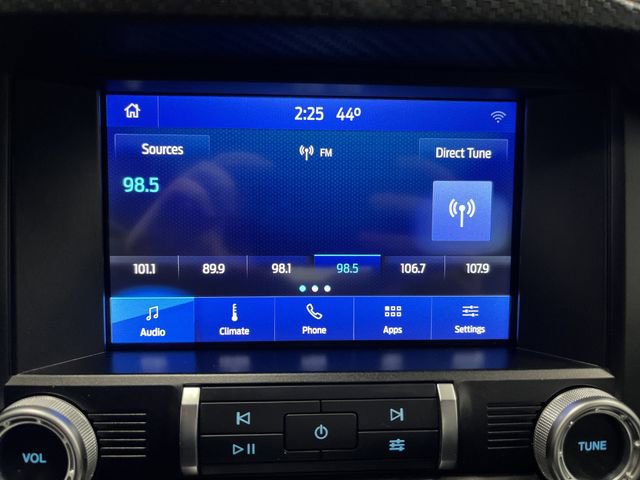 2:25 44º
Sources
FM
Direct Tune
98.5
101.1 89.9 98.1 98.5 106.7 107.9
Audio Climate Phone Apps Settings
VOL
TUNE